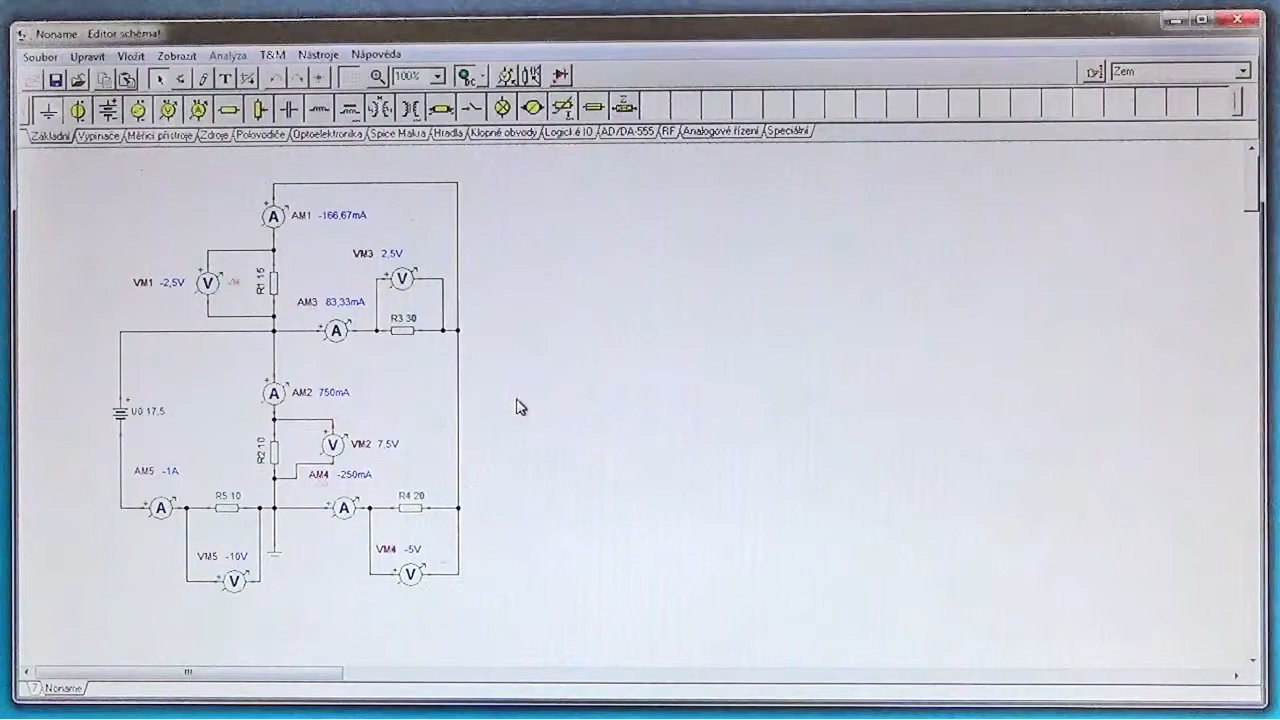 Noname - Editor schémat
Soubor Upravit Vložit Zobrazit Analýza T&M Nástroje Nápověda
T 100% DC Zem
Základní Vypínače Měřicí přístroje Zdroje Polovodiče Optoelektronika Spice Makra Hradla Klopné obvody Logické IO AD/DA-555 RF Analogové řízení Speciální
A AM1 -166,67mA
VM3 2,5V
VM1 -2,5V V R1 15 V
AM3 83,33mA
R3 30
A
A AM2 750mA
U0 17,5
R2 10 V VM2 7,5V
AM5 -1A AM4 -250mA
R5 10 R4 20
A A
VM5 -10V VM4 -5V
V V
Noname